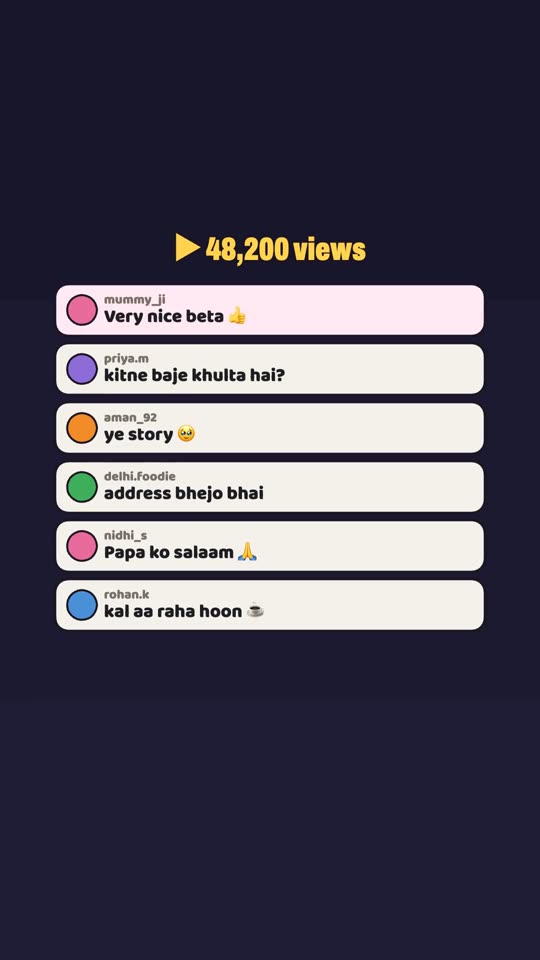 ▶ 48,200 views
mummy_ji
Very nice beta 👍
priya.m
kitne baje khulta hai?
aman_92
ye story 🥹
delhi.foodie
address bhejo bhai
nidhi_s
Papa ko salaam 🙏
rohan.k
kal aa raha hoon ☕